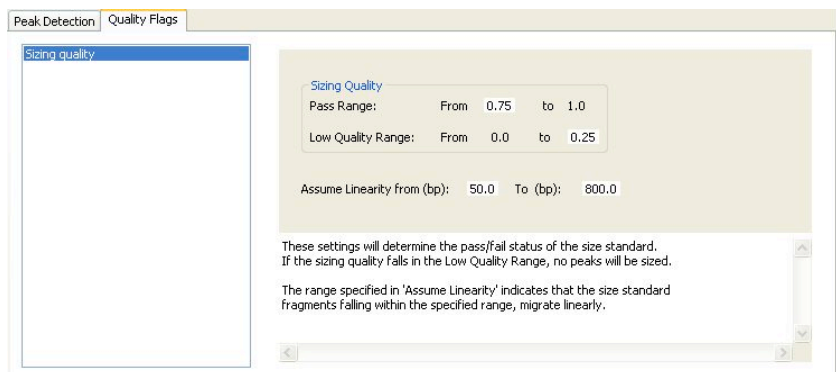 Peak Detection Quality Flags
Sizing quality
Sizing Quality
Pass Range: From 0.75 to 1.0
Low Quality Range: From 0.0 to 0.25
Assume Linearity from (bp): 50.0 To (bp): 800.0
These settings will determine the pass/fail status of the size standard.
If the sizing quality falls in the Low Quality Range, no peaks will be sized.
The range specified in 'Assume Linearity' indicates that the size standard
fragments falling within the specified range, migrate linearly.